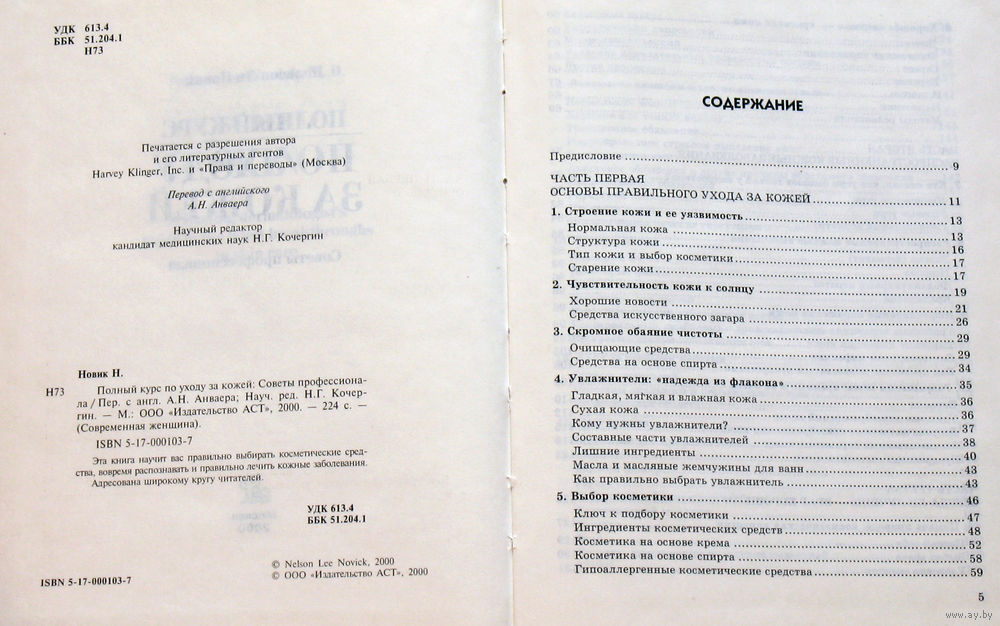 УДК 613.4
ББК 51.204.1
Н73
Печатается с разрешения автора
и его литературных агентов
Harvey Klinger, Inc. и «Права и переводы» (Москва)
Перевод с английского
А.Н. Анваера
Научный редактор
кандидат медицинских наук Н.Г. Кочергин
Новик Н.
Н73 Полный курс по уходу за кожей: Советы профессиона-
ла / Пер. с англ. А.Н. Анваера; Науч. ред. Н.Г. Кочер-
гин. — М.: ООО «Издательство АСТ», 2000. — 224 с. —
(Современная женщина).
ISBN 5-17-000103-7
Эта книга научит вас правильно выбирать косметические сред-
ства, вовремя распознавать и правильно лечить кожные заболевания.
Адресована широкому кругу читателей.
УДК 613.4
ББК 51.204.1
© Nelson Lee Novick, 2000
ISBN 5-17-000103-7 © ООО «Издательство АСТ», 2000
СОДЕРЖАНИЕ
Предисловие 9
ЧАСТЬ ПЕРВАЯ
ОСНОВЫ ПРАВИЛЬНОГО УХОДА ЗА КОЖЕЙ 11
1. Строение кожи и ее уязвимость 13
Нормальная кожа 13
Структура кожи 16
Тип кожи и выбор косметики 17
Старение кожи 17
2. Чувствительность кожи к солнцу 19
Хорошие новости 21
Средства искусственного загара 26
3. Скромное обаяние чистоты 29
Очищающие средства 29
Средства на основе спирта 34
4. Увлажнители: «надежда из флакона» 35
Гладкая, мягкая и влажная кожа 36
Сухая кожа 36
Кому нужны увлажнители? 37
Составные части увлажнителей 38
Лишние ингредиенты 40
Масла и масляные жемчужины для ванн 43
Как правильно выбрать увлажнитель 43
5. Выбор косметики 46
Ключ к подбору косметики 47
Ингредиенты косметических средств 48
Косметика на основе крема 52
Косметика на основе спирта 58
Гипоаллергенные косметические средства 59
5
www.ay.by